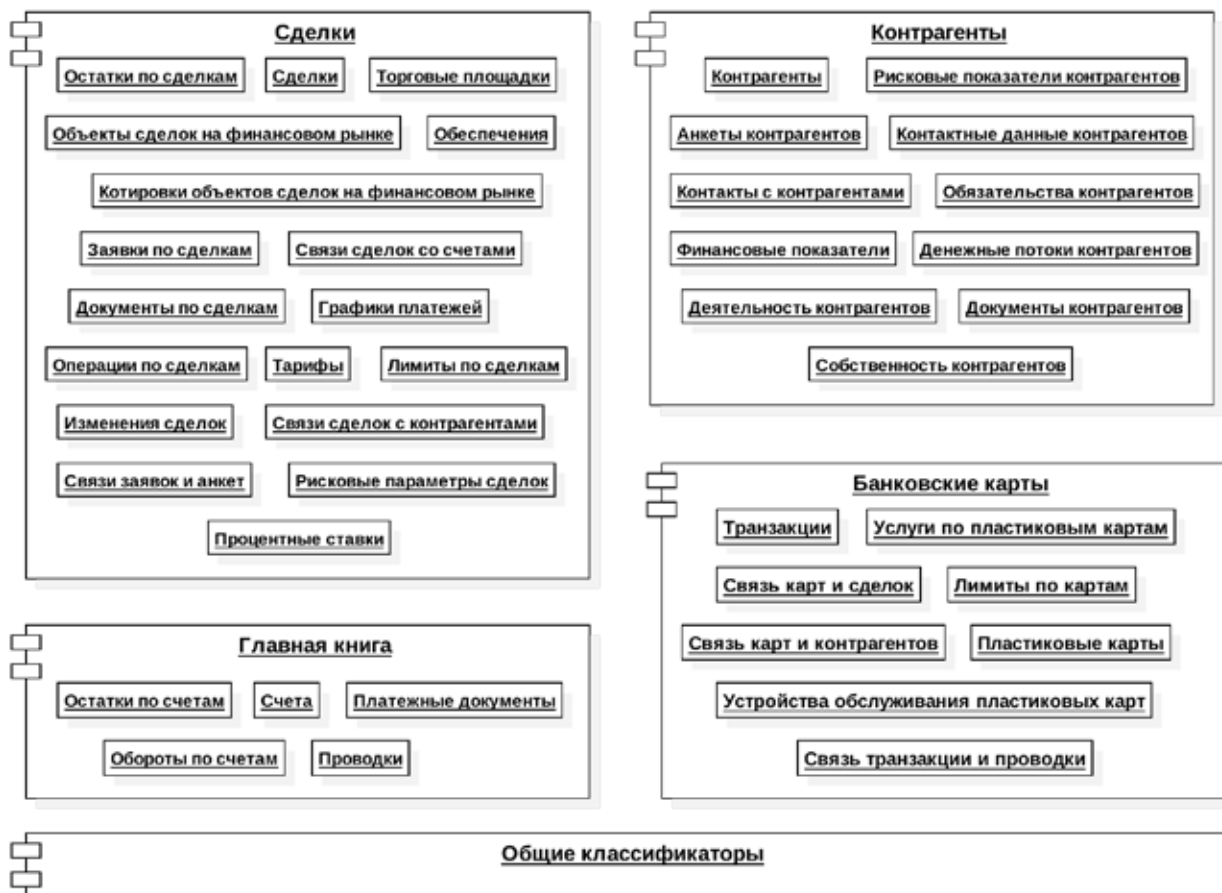 Сделки
Остатки по сделкам
Сделки
Торговые площадки
Объекты сделок на финансовом рынке
Обеспечения
Котировки объектов сделок на финансовом рынке
Заявки по сделкам
Связи сделок со счетами
Документы по сделкам
Графики платежей
Операции по сделкам
Тарифы
Лимиты по сделкам
Изменения сделок
Связи сделок с контрагентами
Связи заявок и анкет
Рисковые параметры сделок
Процентные ставки
Контрагенты
Контрагенты
Рисковые показатели контрагентов
Анкеты контрагентов
Контактные данные контрагентов
Контакты с контрагентами
Обязательства контрагентов
Финансовые показатели
Денежные потоки контрагентов
Деятельность контрагентов
Документы контрагентов
Собственность контрагентов
Главная книга
Остатки по счетам
Счета
Платежные документы
Обороты по счетам
Проводки
Банковские карты
Транзакции
Услуги по пластиковым картам
Связь карт и сделок
Лимиты по картам
Связь карт и контрагентов
Пластиковые карты
Устройства обслуживания пластиковых карт
Связь транзакции и проводки
Общие классификаторы